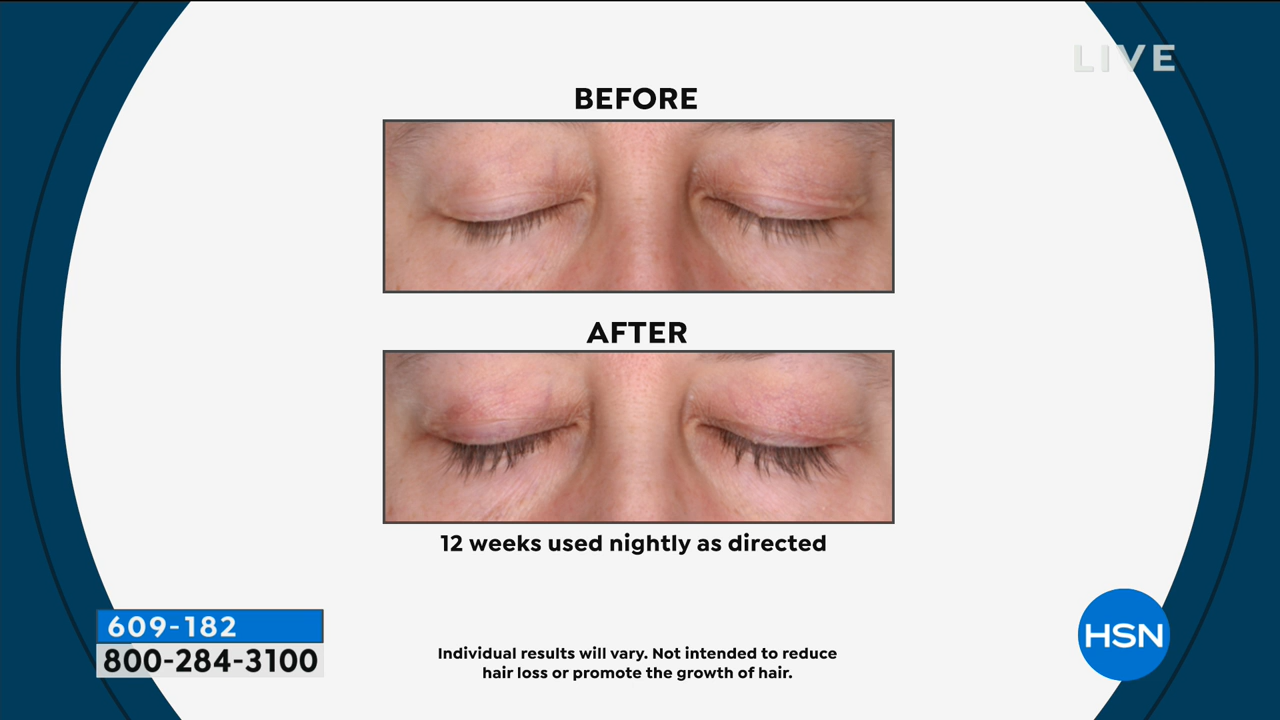 LIVE
BEFORE
AFTER
12 weeks used nightly as directed
609-182
800-284-3100
Individual results will vary. Not intended to reduce
hair loss or promote the growth of hair.
HSN